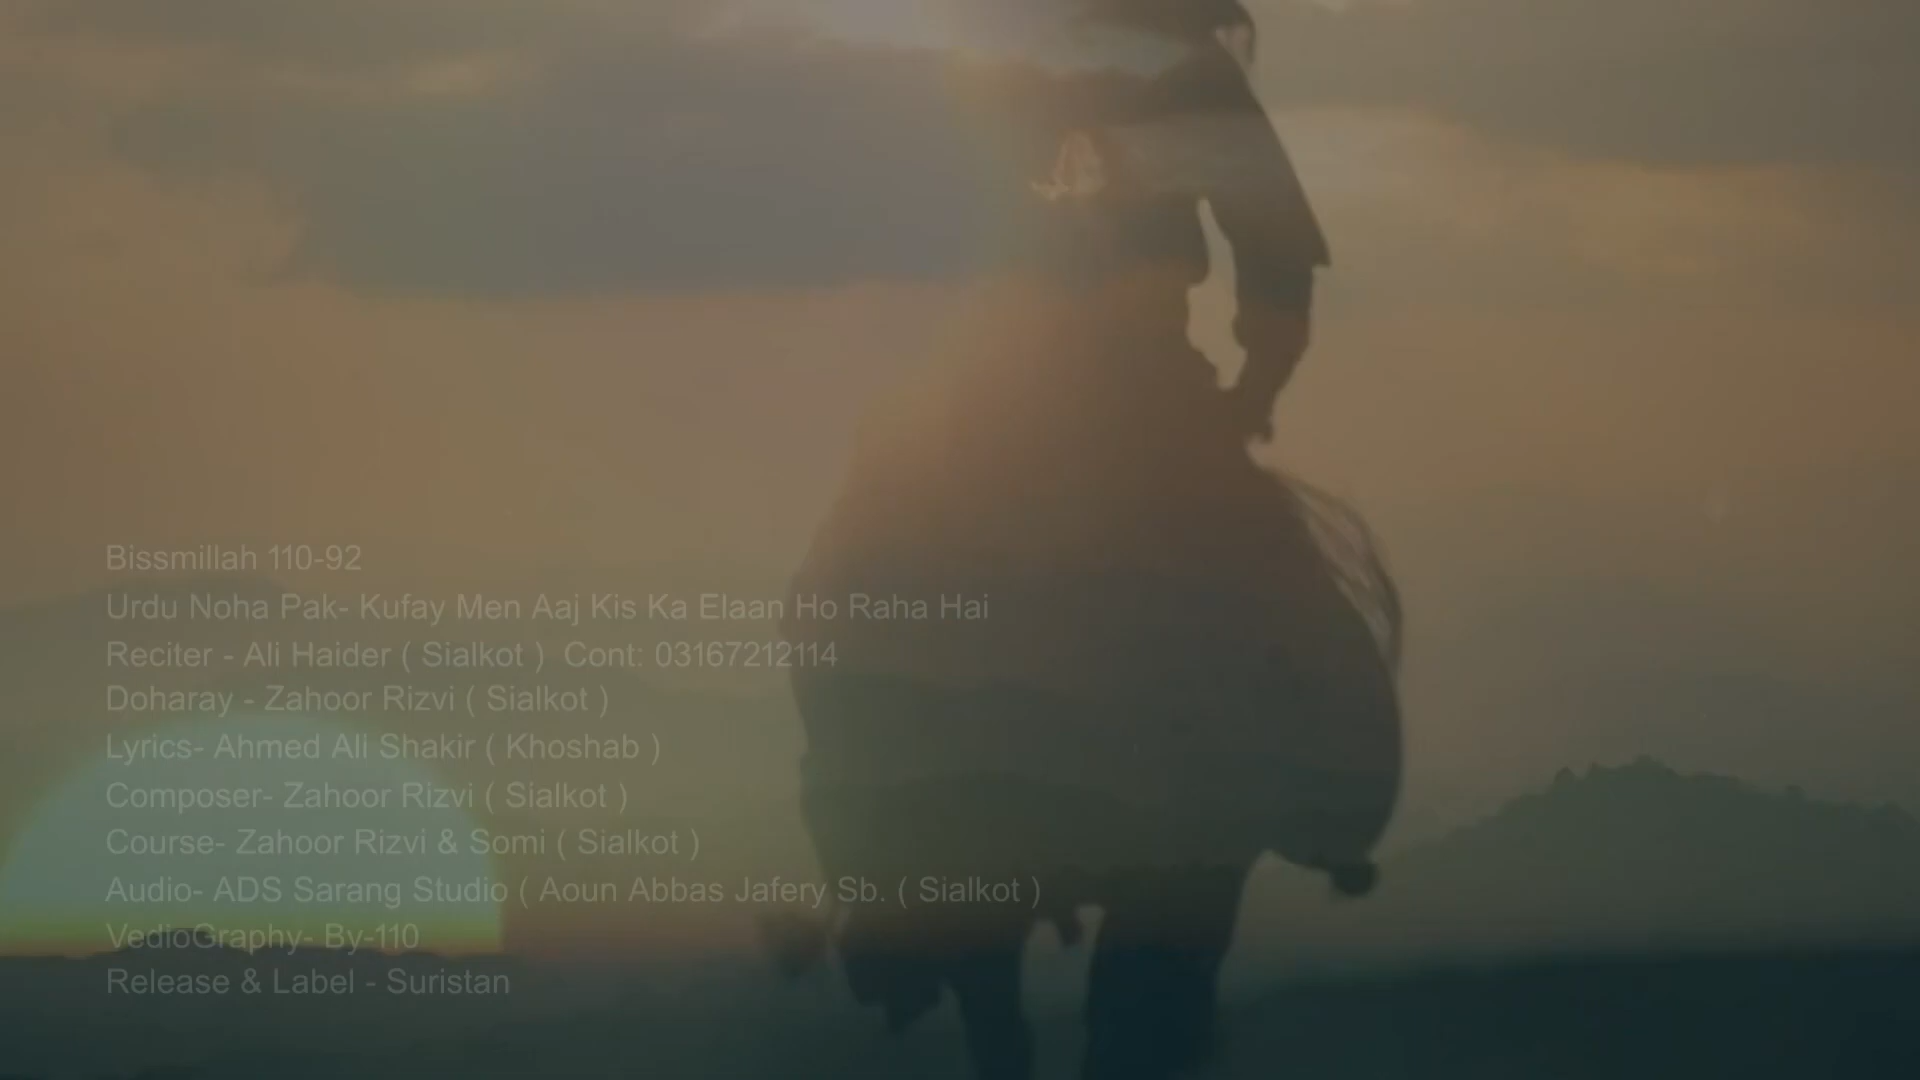 Bissmillah 110-92
Urdu Noha Pak- Kufay Men Aaj Kis Ka Elaan Ho Raha Hai
Reciter - Ali Haider ( Sialkot )  Cont: 03167212114
Doharay - Zahoor Rizvi ( Sialkot )
Lyrics- Ahmed Ali Shakir ( Khoshab )
Composer- Zahoor Rizvi ( Sialkot )
Course- Zahoor Rizvi & Somi ( Sialkot )
Audio- ADS Sarang Studio ( Aoun Abbas Jafery Sb. ( Sialkot )
VedioGraphy- By-110
Release & Label - Suristan